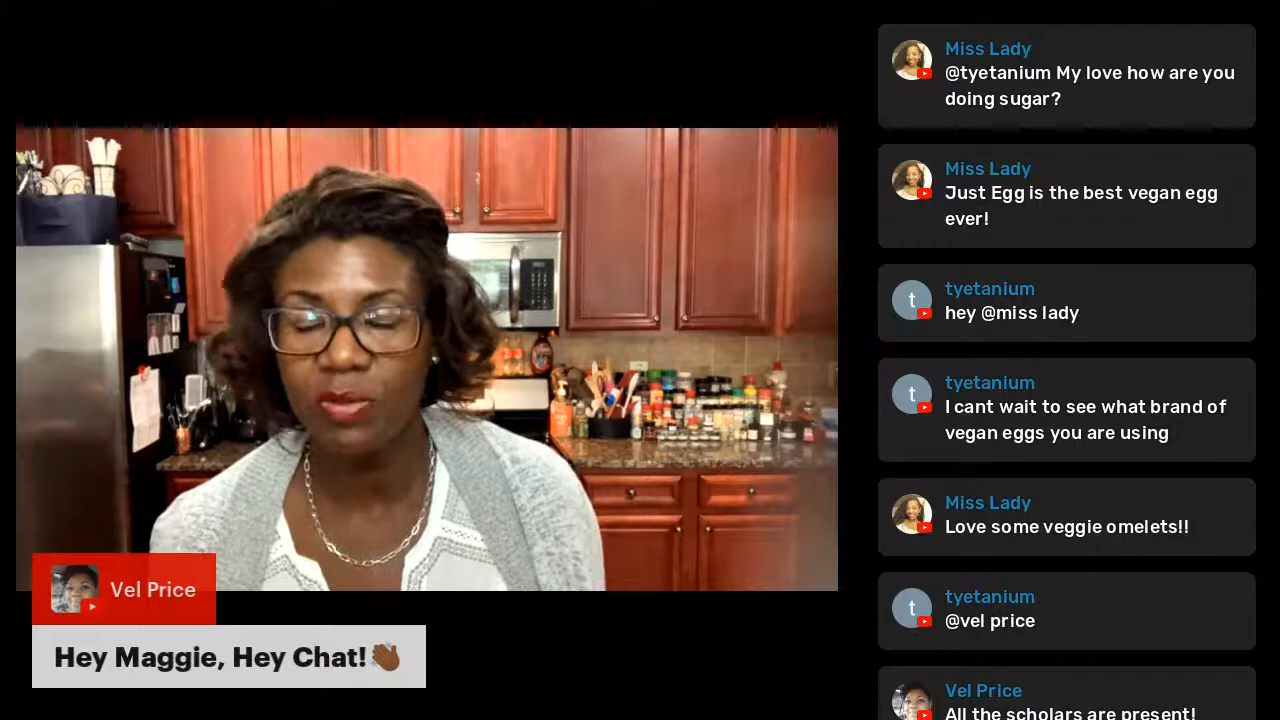 Miss Lady
@tyetanium My love how are you
doing sugar?
Miss Lady
Just Egg is the best vegan egg
ever!
tyetanium
hey @miss lady
t
tyetanium
I cant wait to see what brand of
vegan eggs you are using
t
Miss Lady
Love some veggie omelets!!
tyetanium
@vel price
t
Vel Price
All the scholars are present!
Vel Price
Hey Maggie, Hey Chat!👋🏾